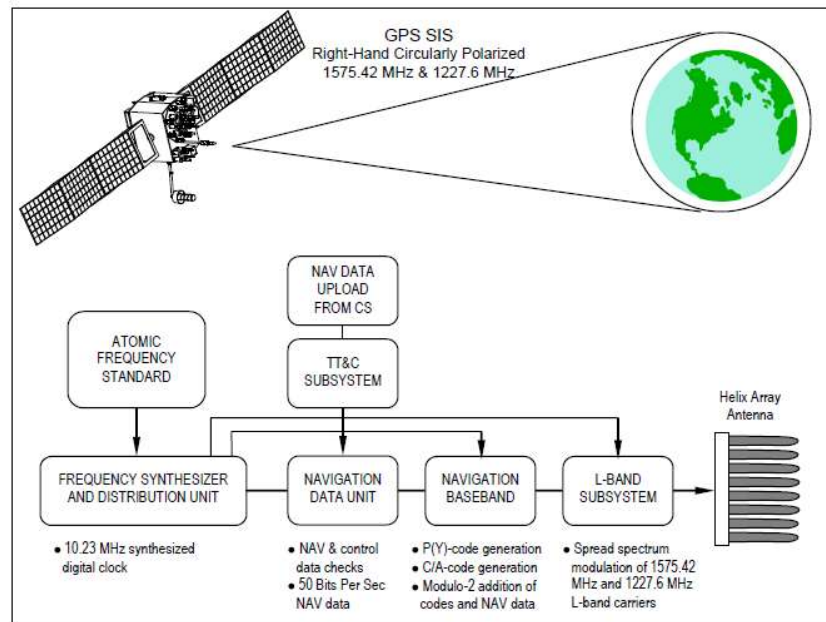 GPS SIS
Right-Hand Circularly Polarized
1575.42 MHz & 1227.6 MHz
NAV DATA
UPLOAD
FROM CS
ATOMIC
FREQUENCY
STANDARD
TT&C
SUBSYSTEM
Helix Array
Antenna
FREQUENCY SYNTHESIZER
AND DISTRIBUTION UNIT
NAVIGATION
DATA UNIT
NAVIGATION
BASEBAND
L-BAND
SUBSYSTEM
• 10.23 MHz synthesized
digital clock
• NAV & control
data checks
• 50 Bits Per Sec
NAV data
• P(Y)-code generation
• C/A-code generation
• Modulo-2 addition of
codes and NAV data
• Spread spectrum
modulation of 1575.42
MHz and 1227.6 MHz
L-band carriers